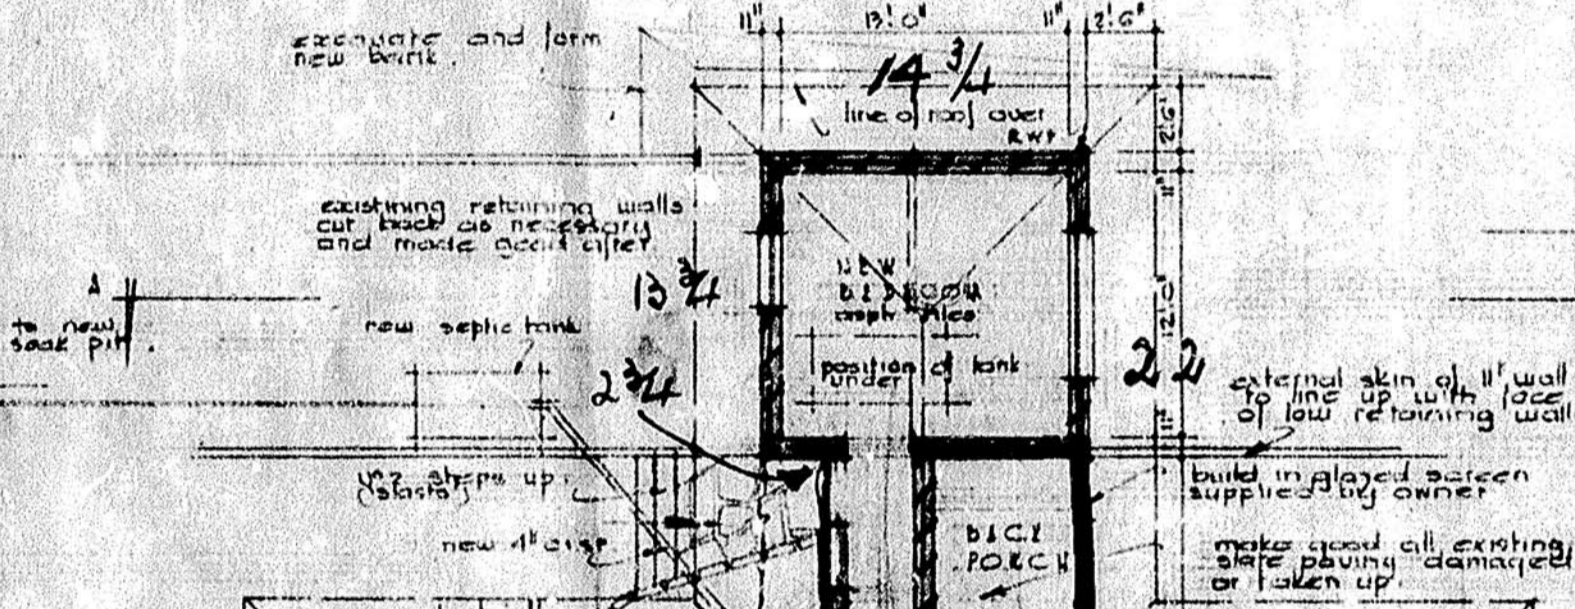 11" 13'.0" 11" 2'.6"
excavate and form
new bank.
14 3/4
line of roof over
RWP
2'.6"
11"
existining retaining walls
cut back as necessary
and made good after
13 3/4
NEW
BEDROOM
asph. tiles
12'.0"
A
to new
soak pit.
new septic tank
position of tank
under
2 3/4
22
external skin of 11" wall
to line up with face
of low retaining wall
11"
steps up
build in glazed screen
supplied by owner
new 4"
BACK
PORCH
make good all existing
slate paving damaged
or taken up.